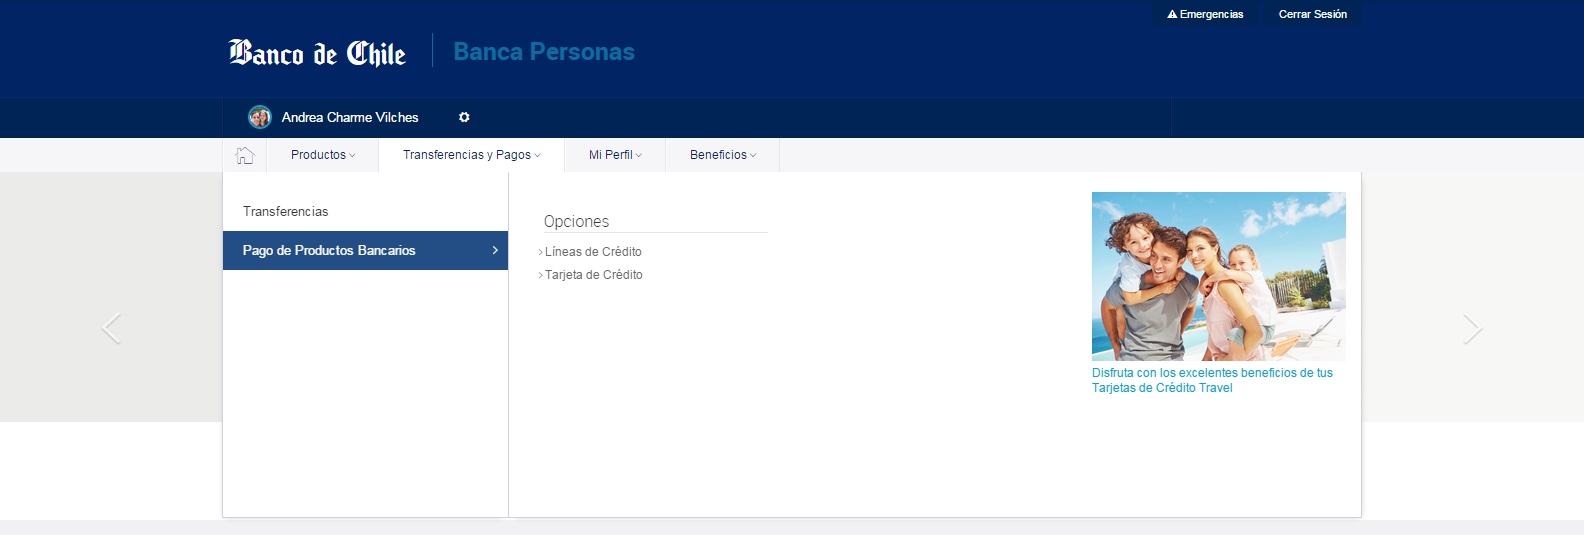 Emergencias
Cerrar Sesión
Banco de Chile
Banca Personas
Andrea Charme Vilches
Productos
Transferencias y Pagos
Mi Perfil
Beneficios
Transferencias
Pago de Productos Bancarios
Opciones
Líneas de Crédito
Tarjeta de Crédito
Disfruta con los excelentes beneficios de tus
Tarjetas de Crédito Travel